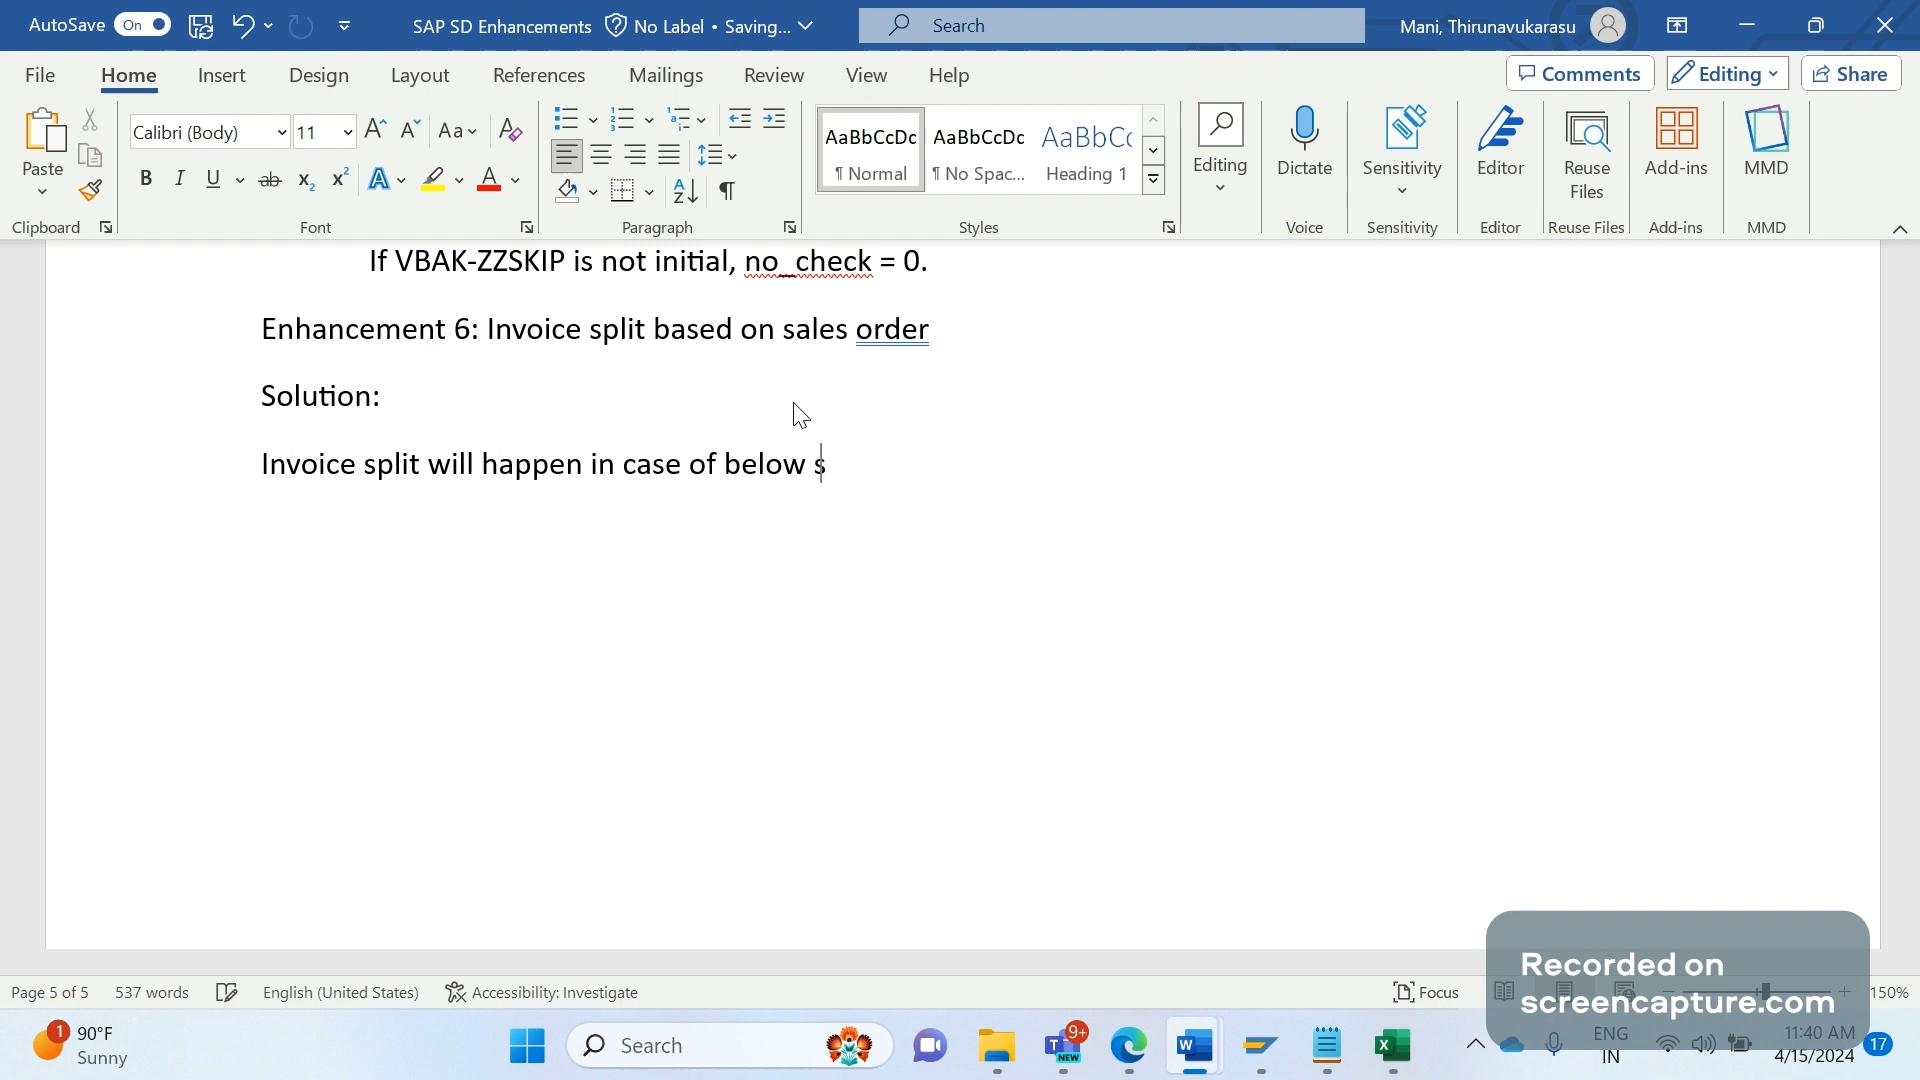 AutoSave On SAP SD Enhancements No Label • Saving... Search Mani, Thirunavukarasu
File Home Insert Design Layout References Mailings Review View Help Comments Editing Share
Paste
Calibri (Body) 11
Aa
AaBbCcDc AaBbCcDc AaBbCc
¶ Normal ¶ No Spac... Heading 1
Editing Dictate Sensitivity Editor Reuse Files Add-ins MMD
Clipboard Font Paragraph Styles Voice Sensitivity Editor Reuse Files Add-ins MMD
If VBAK-ZZSKIP is not initial, no_check = 0.
Enhancement 6: Invoice split based on sales order
Solution:
Invoice split will happen in case of below s
Recorded on
screencapture.com
Page 5 of 5 537 words English (United States) Accessibility: Investigate Focus 150%
1 90°F
Sunny
Search
9+
NEW
ENG
IN
11:40 AM
4/15/2024
17